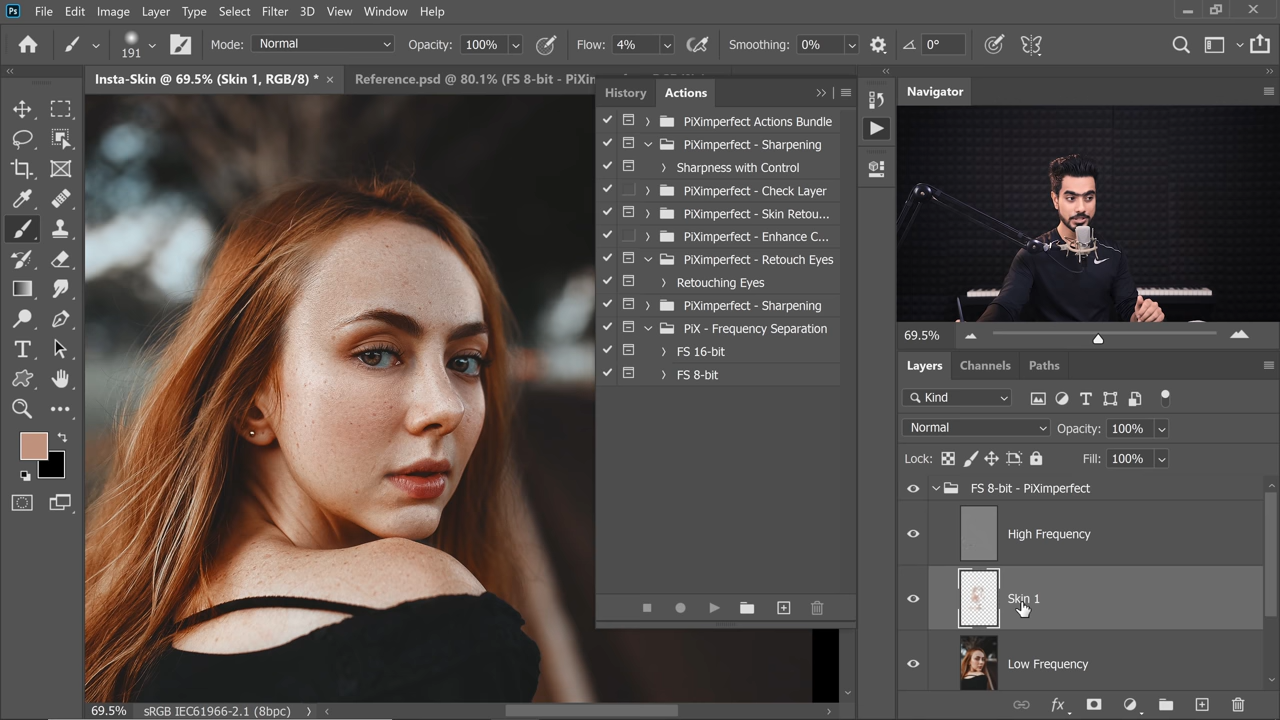 Ps File Edit Image Layer Type Select Filter 3D View Window Help
191 Mode: Normal Opacity: 100% Flow: 4% Smoothing: 0% 0°
Insta-Skin @ 69.5% (Skin 1, RGB/8) * × Reference.psd @ 80.1% (FS 8-bit - PiXin
History Actions
PiXimperfect Actions Bundle
PiXimperfect - Sharpening
Sharpness with Control
PiXimperfect - Check Layer
PiXimperfect - Skin Retou...
PiXimperfect - Enhance C...
PiXimperfect - Retouch Eyes
Retouching Eyes
PiXimperfect - Sharpening
PiX - Frequency Separation
FS 16-bit
FS 8-bit
Navigator
69.5%
Layers Channels Paths
Kind
Normal Opacity: 100%
Lock: Fill: 100%
FS 8-bit - PiXimperfect
High Frequency
Skin 1
Low Frequency
fx
69.5% sRGB IEC61966-2.1 (8bpc)